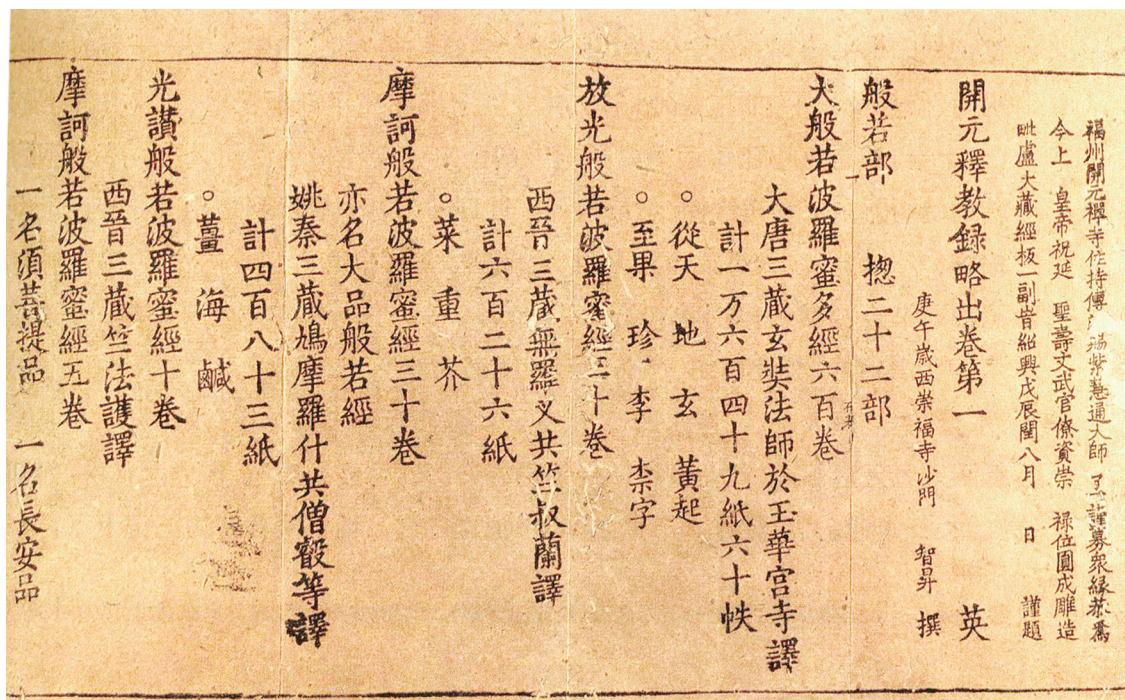 福州開元禪寺住持傳 賜紫慧通大師 了一謹募衆緣恭爲
今上 皇帝祝延 聖壽文武官僚資崇 禄位圓成雕造
毗盧大藏經板一副旹紹興戊辰閏八月 日 謹題
開元釋教録略出卷第一 英
庚午歲西崇福寺沙門 智昇 撰
般若部 揔二十二部
大般若波羅蜜多經六百卷
大唐三藏玄奘法師於玉華宫寺譯
計一万六百四十九紙六十帙
○從天 地 玄 黃起
○至果 珍 李 柰字
放光般若波羅蜜經三十卷
西晉三藏無羅叉共竺叔蘭譯
計六百二十六紙
○菜 重 芥
摩訶般若波羅蜜經三十卷
亦名大品般若經
姚秦三藏鳩摩羅什共僧叡等譯
計四百八十三紙
○薑 海 鹹
光讃般若波羅蜜經十卷
西晉三藏竺法護譯
摩訶般若波羅蜜經五卷
一名須菩提品 一名長安品